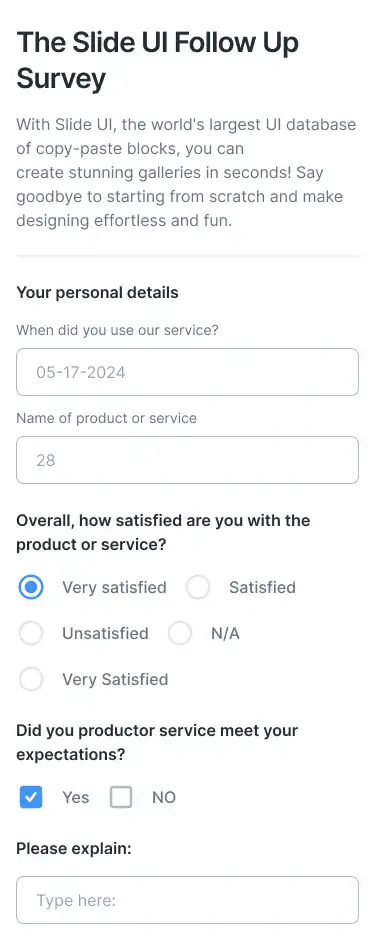 The Slide UI Follow Up
Survey
With Slide UI, the world's largest UI database
of copy-paste blocks, you can
create stunning galleries in seconds! Say
goodbye to starting from scratch and make
designing effortless and fun.
Your personal details
When did you use our service?
05-17-2024
Name of product or service
28
Overall, how satisfied are you with the
product or service?
Very satisfied Satisfied
Unsatisfied N/A
Very Satisfied
Did you productor service meet your
expectations?
Yes NO
Please explain:
Type here: